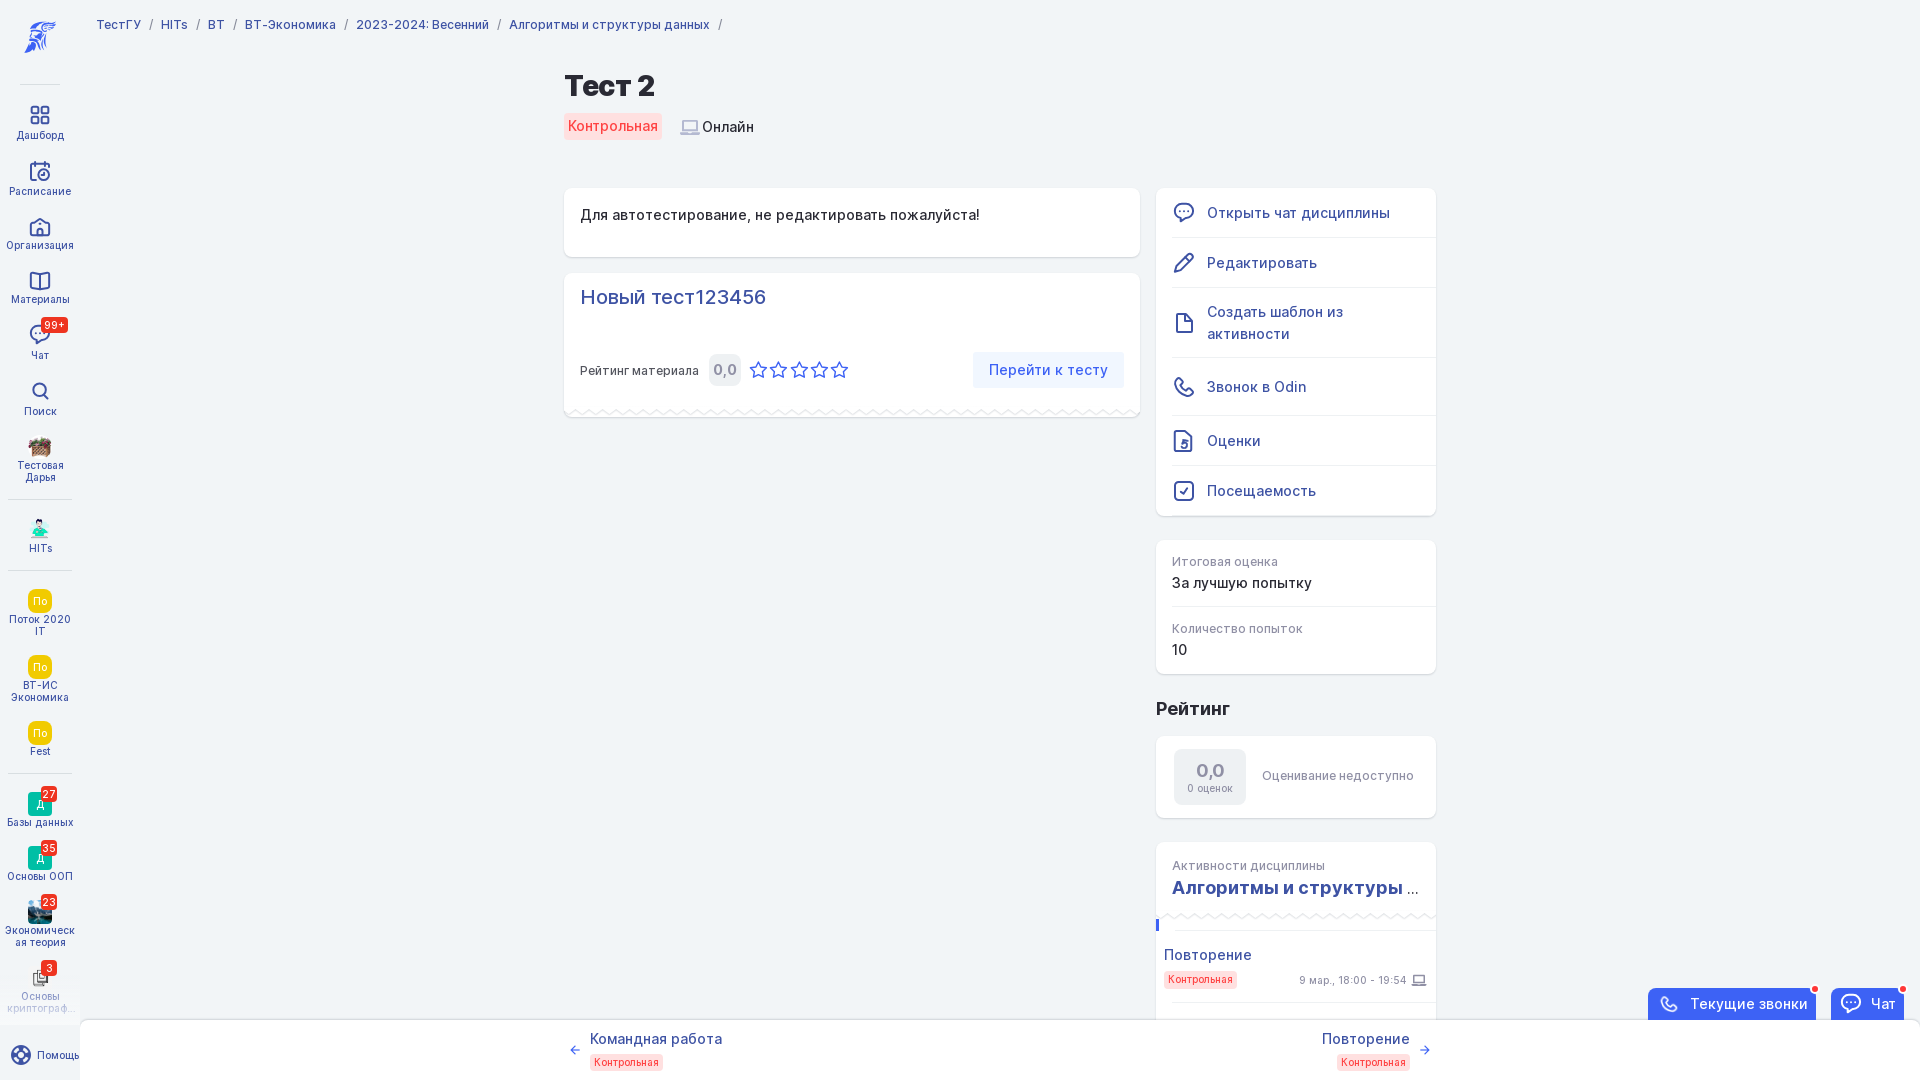 ТестГУ / HITs / ВТ / ВТ-Экономика / 2023-2024: Весенний / Алгоритмы и структуры данных /
Дашборд
Расписание
Организация
Материалы
99+
Чат
Поиск
Тестовая
Дарья
HITs
По
Поток 2020
IT
По
ВТ-ИС
Экономика
По
Fest
27
Д
Базы данных
35
Д
Основы ООП
23
Экономическ
ая теория
3
Основы
криптограф...
Помощь
Тест 2
Контрольная
Онлайн
Для автотестирование, не редактировать пожалуйста!
Новый тест123456
Рейтинг материала 0,0
Перейти к тесту
Открыть чат дисциплины
Редактировать
Создать шаблон из
активности
Звонок в Odin
5
Оценки
Посещаемость
Итоговая оценка
За лучшую попытку
Количество попыток
10
Рейтинг
0,0
0 оценок
Оценивание недоступно
Активности дисциплины
Алгоритмы и структуры ...
Повторение
Контрольная
9 мар., 18:00 - 19:54
Текущие звонки
Чат
Командная работа
Контрольная
Повторение
Контрольная